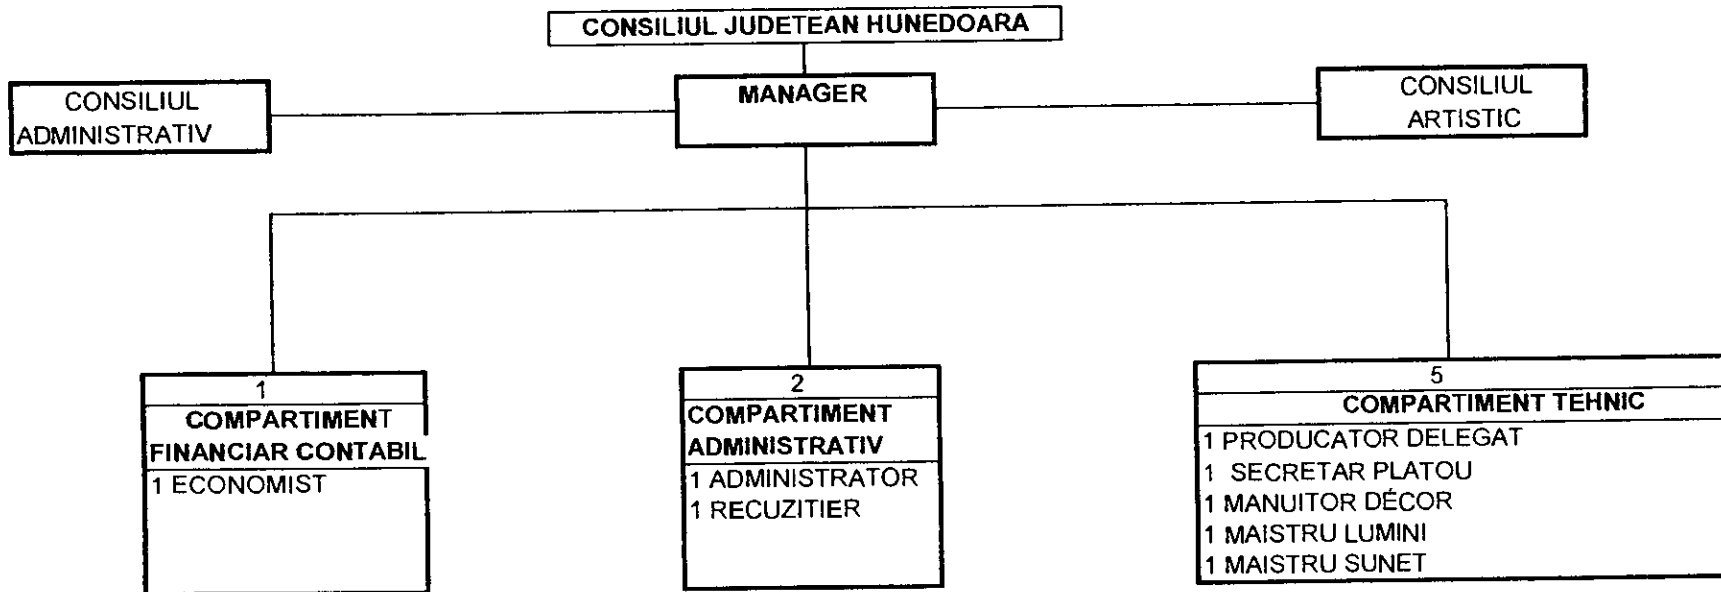 CONSILIUL JUDETEAN HUNEDOARA
CONSILIUL
ADMINISTRATIV
MANAGER
CONSILIUL
ARTISTIC
1
COMPARTIMENT
FINANCIAR CONTABIL
1 ECONOMIST
2
COMPARTIMENT
ADMINISTRATIV
1 ADMINISTRATOR
1 RECUZITIER
5
COMPARTIMENT TEHNIC
1 PRODUCATOR DELEGAT
1 SECRETAR PLATOU
1 MANUITOR DÉCOR
1 MAISTRU LUMINI
1 MAISTRU SUNET